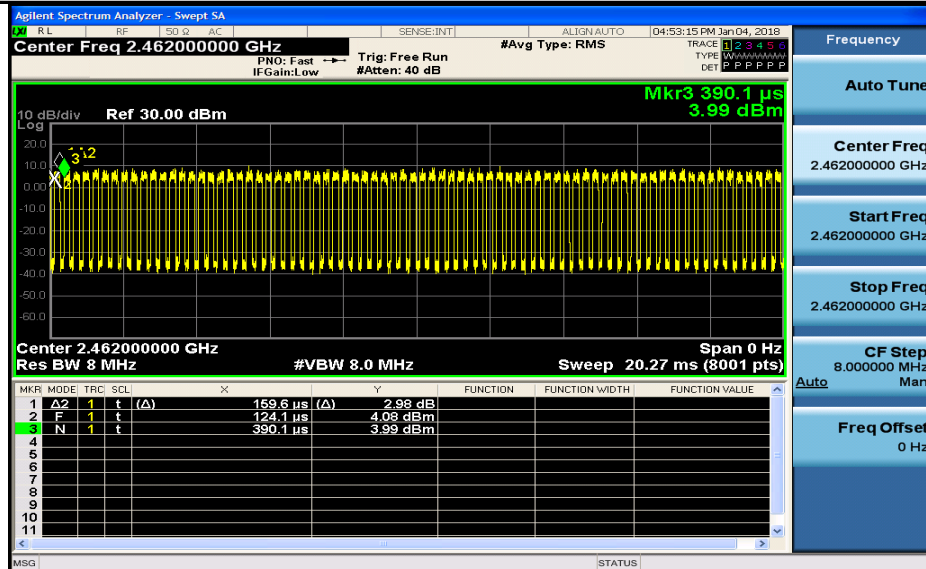 Agilent Spectrum Analyzer - Swept SA
LXI RL RF 50 Ω AC SENSE:INT ALIGN AUTO 04:53:15 PM Jan 04, 2018
Center Freq 2.462000000 GHz #Avg Type: RMS TRACE 1 2 3 4 5 6
PNO: Fast Trig: Free Run TYPE
IFGain:Low #Atten: 40 dB DET P P P P P P
Mkr3 390.1 µs
10 dB/div Ref 30.00 dBm 3.99 dBm
Log
20.0
10.0
0.00
-10.0
-20.0
-30.0
-40.0
-50.0
-60.0
Center 2.462000000 GHz Span 0 Hz
Res BW 8 MHz #VBW 8.0 MHz Sweep 20.27 ms (8001 pts)
MKR MODE TRC SCL X Y FUNCTION FUNCTION WIDTH FUNCTION VALUE
1 Δ2 1 t (Δ) 159.6 µs (Δ) 2.98 dB
2 F 1 t 124.1 µs 4.08 dBm
3 N 1 t 390.1 µs 3.99 dBm
4
5
6
7
8
9
10
11
MSG STATUS
Frequency
Auto Tune
Center Freq
2.462000000 GHz
Start Freq
2.462000000 GHz
Stop Freq
2.462000000 GHz
CF Step
8.000000 MHz
Auto Man
Freq Offset
0 Hz